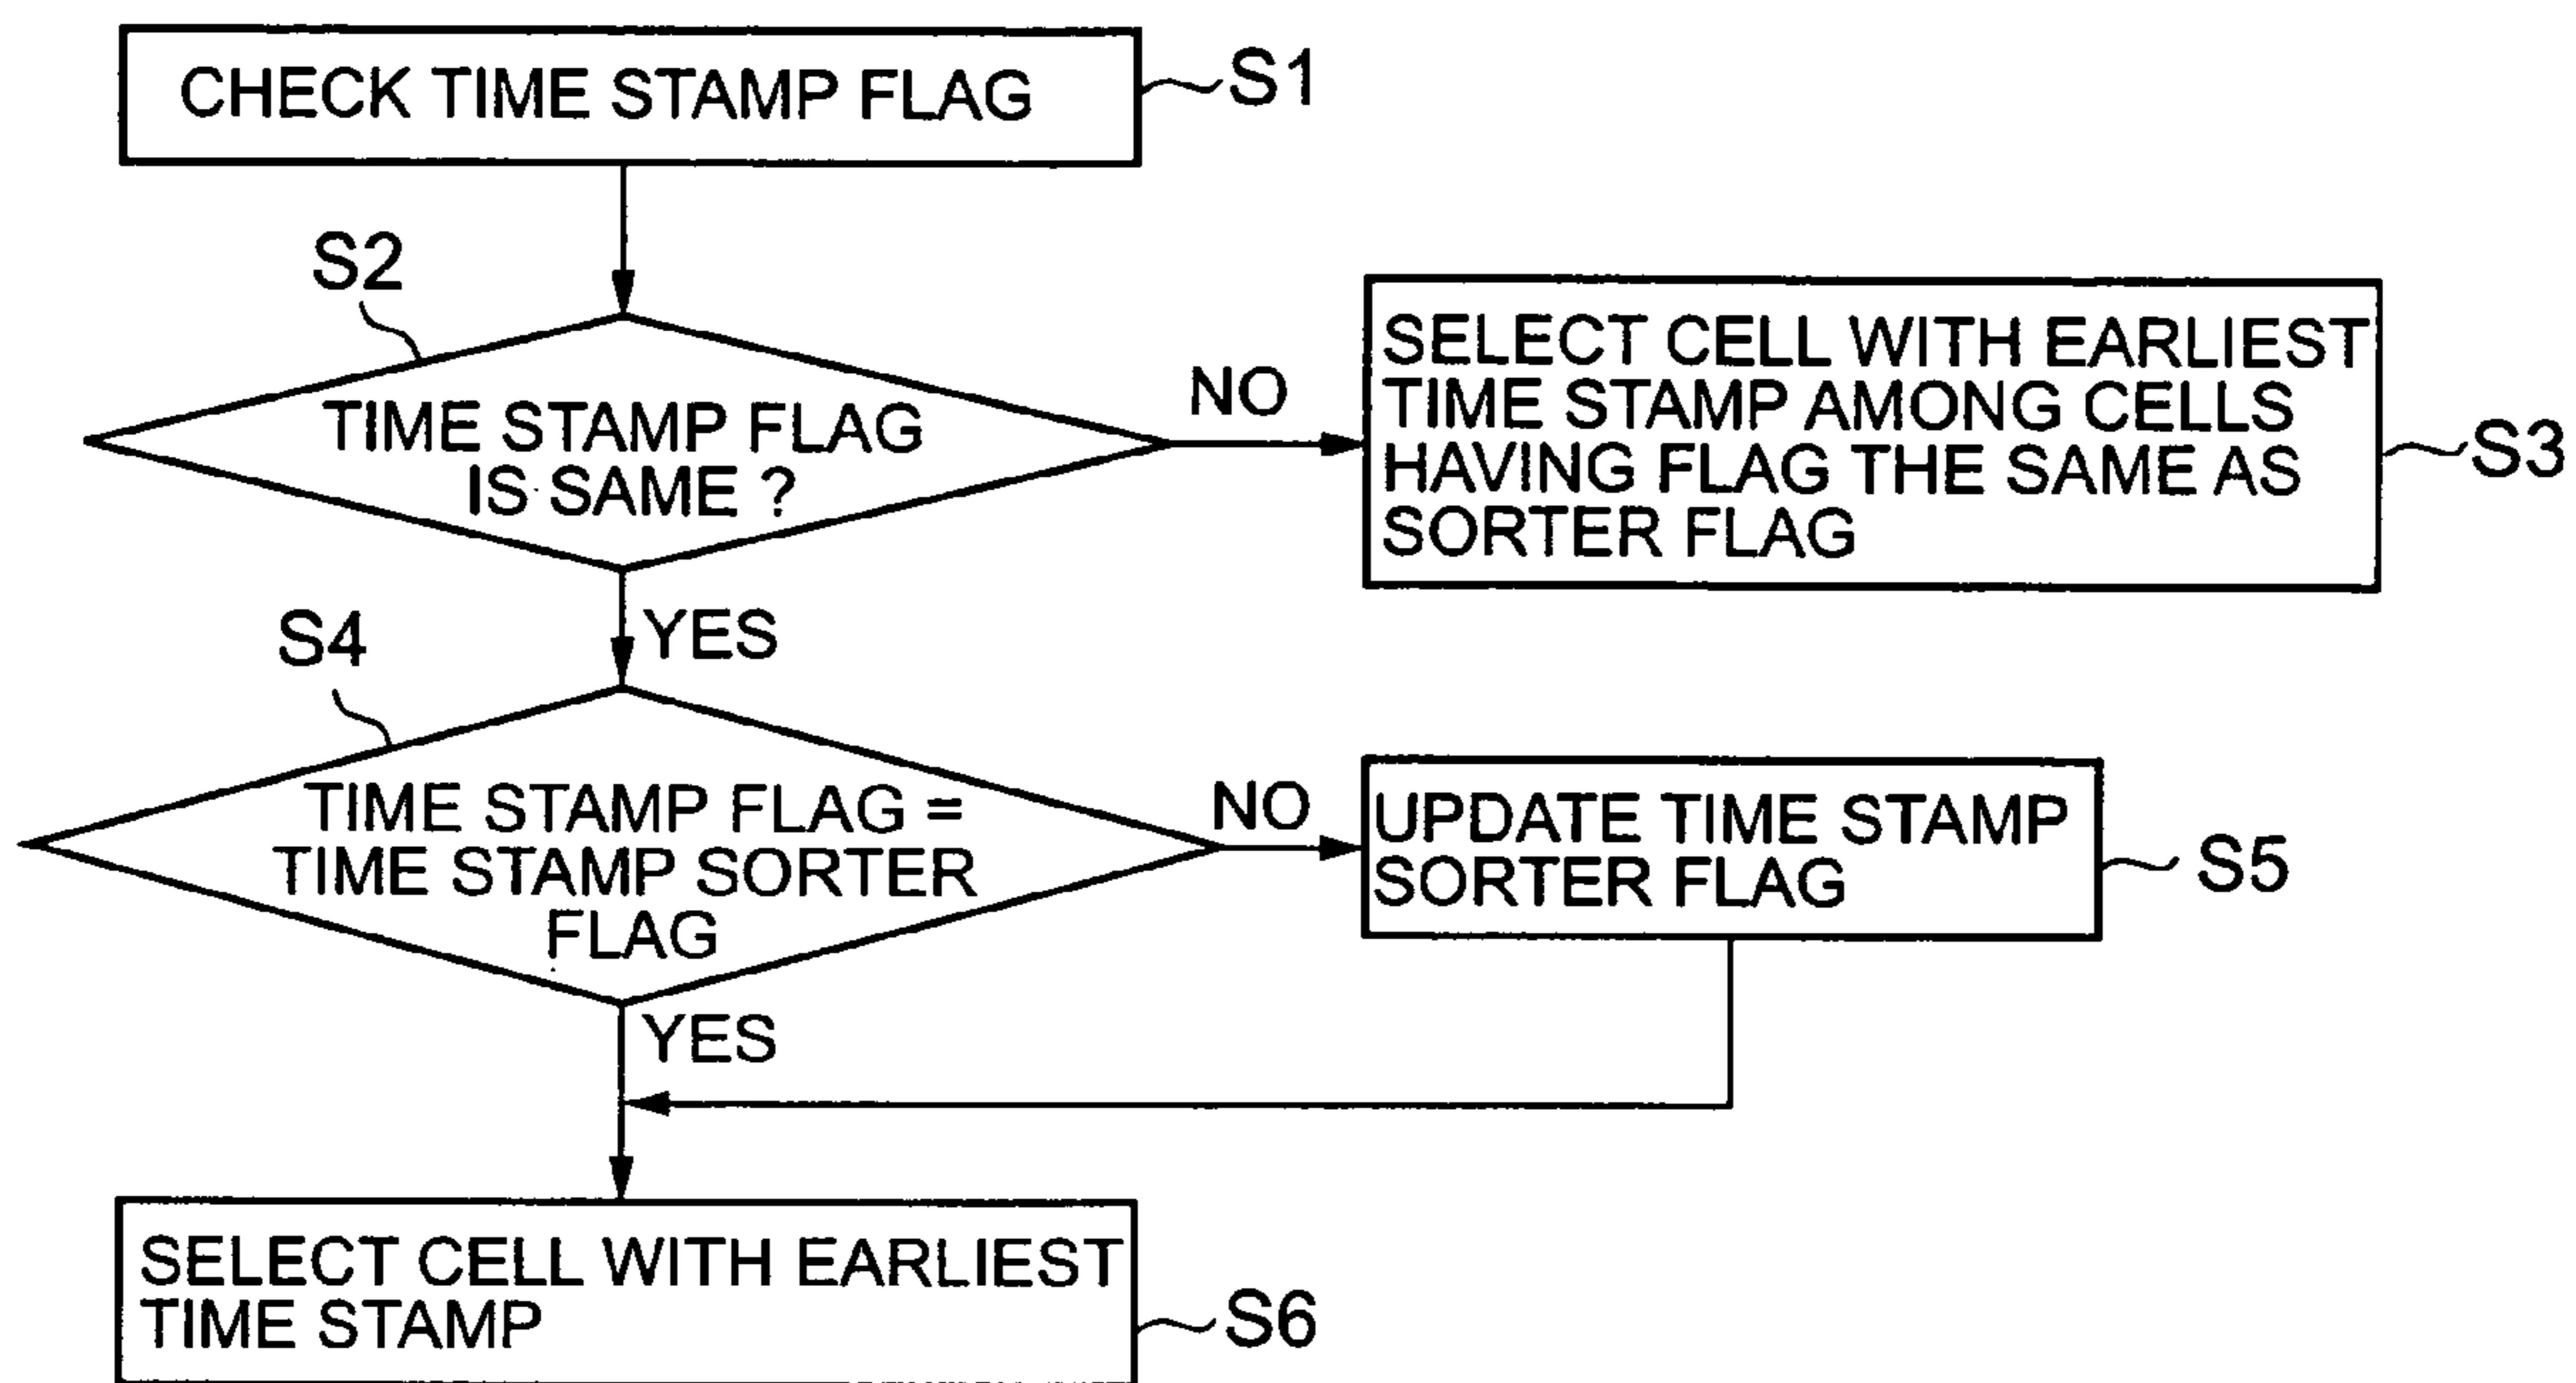 CHECK TIME STAMP FLAG
S1
S2
TIME STAMP FLAG
IS SAME ?
NO
SELECT CELL WITH EARLIEST
TIME STAMP AMONG CELLS
HAVING FLAG THE SAME AS
SORTER FLAG
S3
YES
S4
TIME STAMP FLAG =
TIME STAMP SORTER
FLAG
NO
UPDATE TIME STAMP
SORTER FLAG
S5
YES
SELECT CELL WITH EARLIEST
TIME STAMP
S6